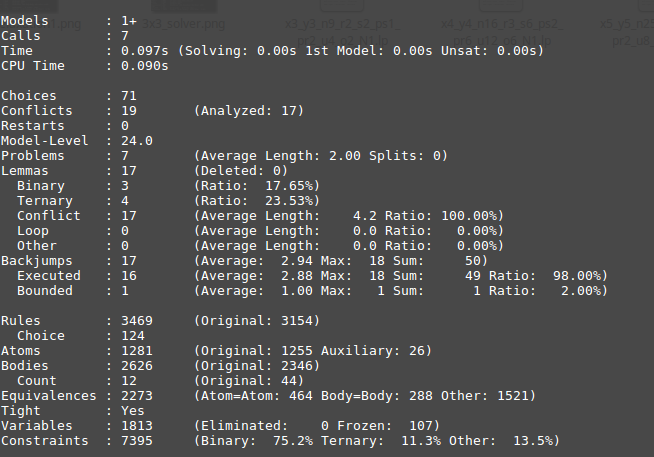 Models       : 1+
Calls        : 7
Time         : 0.097s (Solving: 0.00s 1st Model: 0.00s Unsat: 0.00s)
CPU Time     : 0.090s
Choices      : 71
Conflicts    : 19       (Analyzed: 17)
Restarts     : 0
Model-Level  : 24.0
Problems     : 7        (Average Length: 2.00 Splits: 0)
Lemmas       : 17       (Deleted: 0)
  Binary     : 3        (Ratio:  17.65%)
  Ternary    : 4        (Ratio:  23.53%)
  Conflict   : 17       (Average Length:    4.2 Ratio: 100.00%)
  Loop       : 0        (Average Length:    0.0 Ratio:   0.00%)
  Other      : 0        (Average Length:    0.0 Ratio:   0.00%)
Backjumps    : 17       (Average:  2.94 Max:  18 Sum:     50)
  Executed   : 16       (Average:  2.88 Max:  18 Sum:     49 Ratio:  98.00%)
  Bounded    : 1        (Average:  1.00 Max:   1 Sum:      1 Ratio:   2.00%)
Rules        : 3469     (Original: 3154)
  Choice     : 124
Atoms        : 1281     (Original: 1255 Auxiliary: 26)
Bodies       : 2626     (Original: 2346)
  Count      : 12       (Original: 44)
Equivalences : 2273     (Atom=Atom: 464 Body=Body: 288 Other: 1521)
Tight        : Yes
Variables    : 1813     (Eliminated:    0 Frozen:  107)
Constraints  : 7395     (Binary:  75.2% Ternary:  11.3% Other:  13.5%)